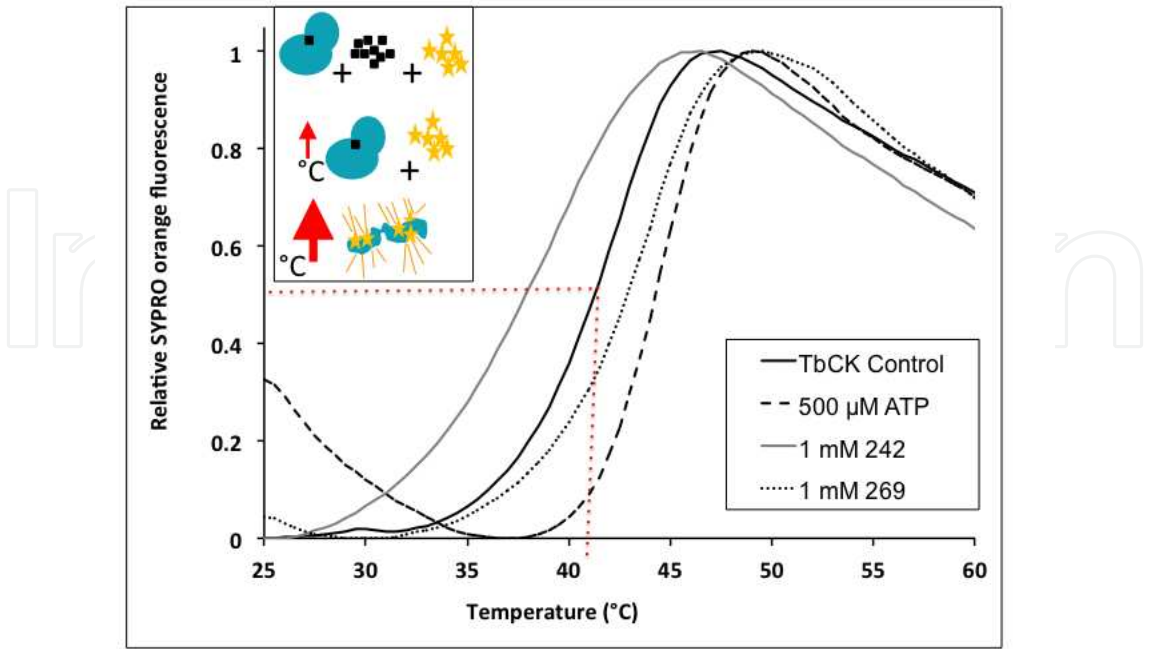 + +
°C +
°C
Relative SYPRO orange fluorescence
1
0.8
0.6
0.4
0.2
0
25 30 35 40 45 50 55 60
Temperature (°C)
TbCK Control
500 µM ATP
1 mM 242
1 mM 269